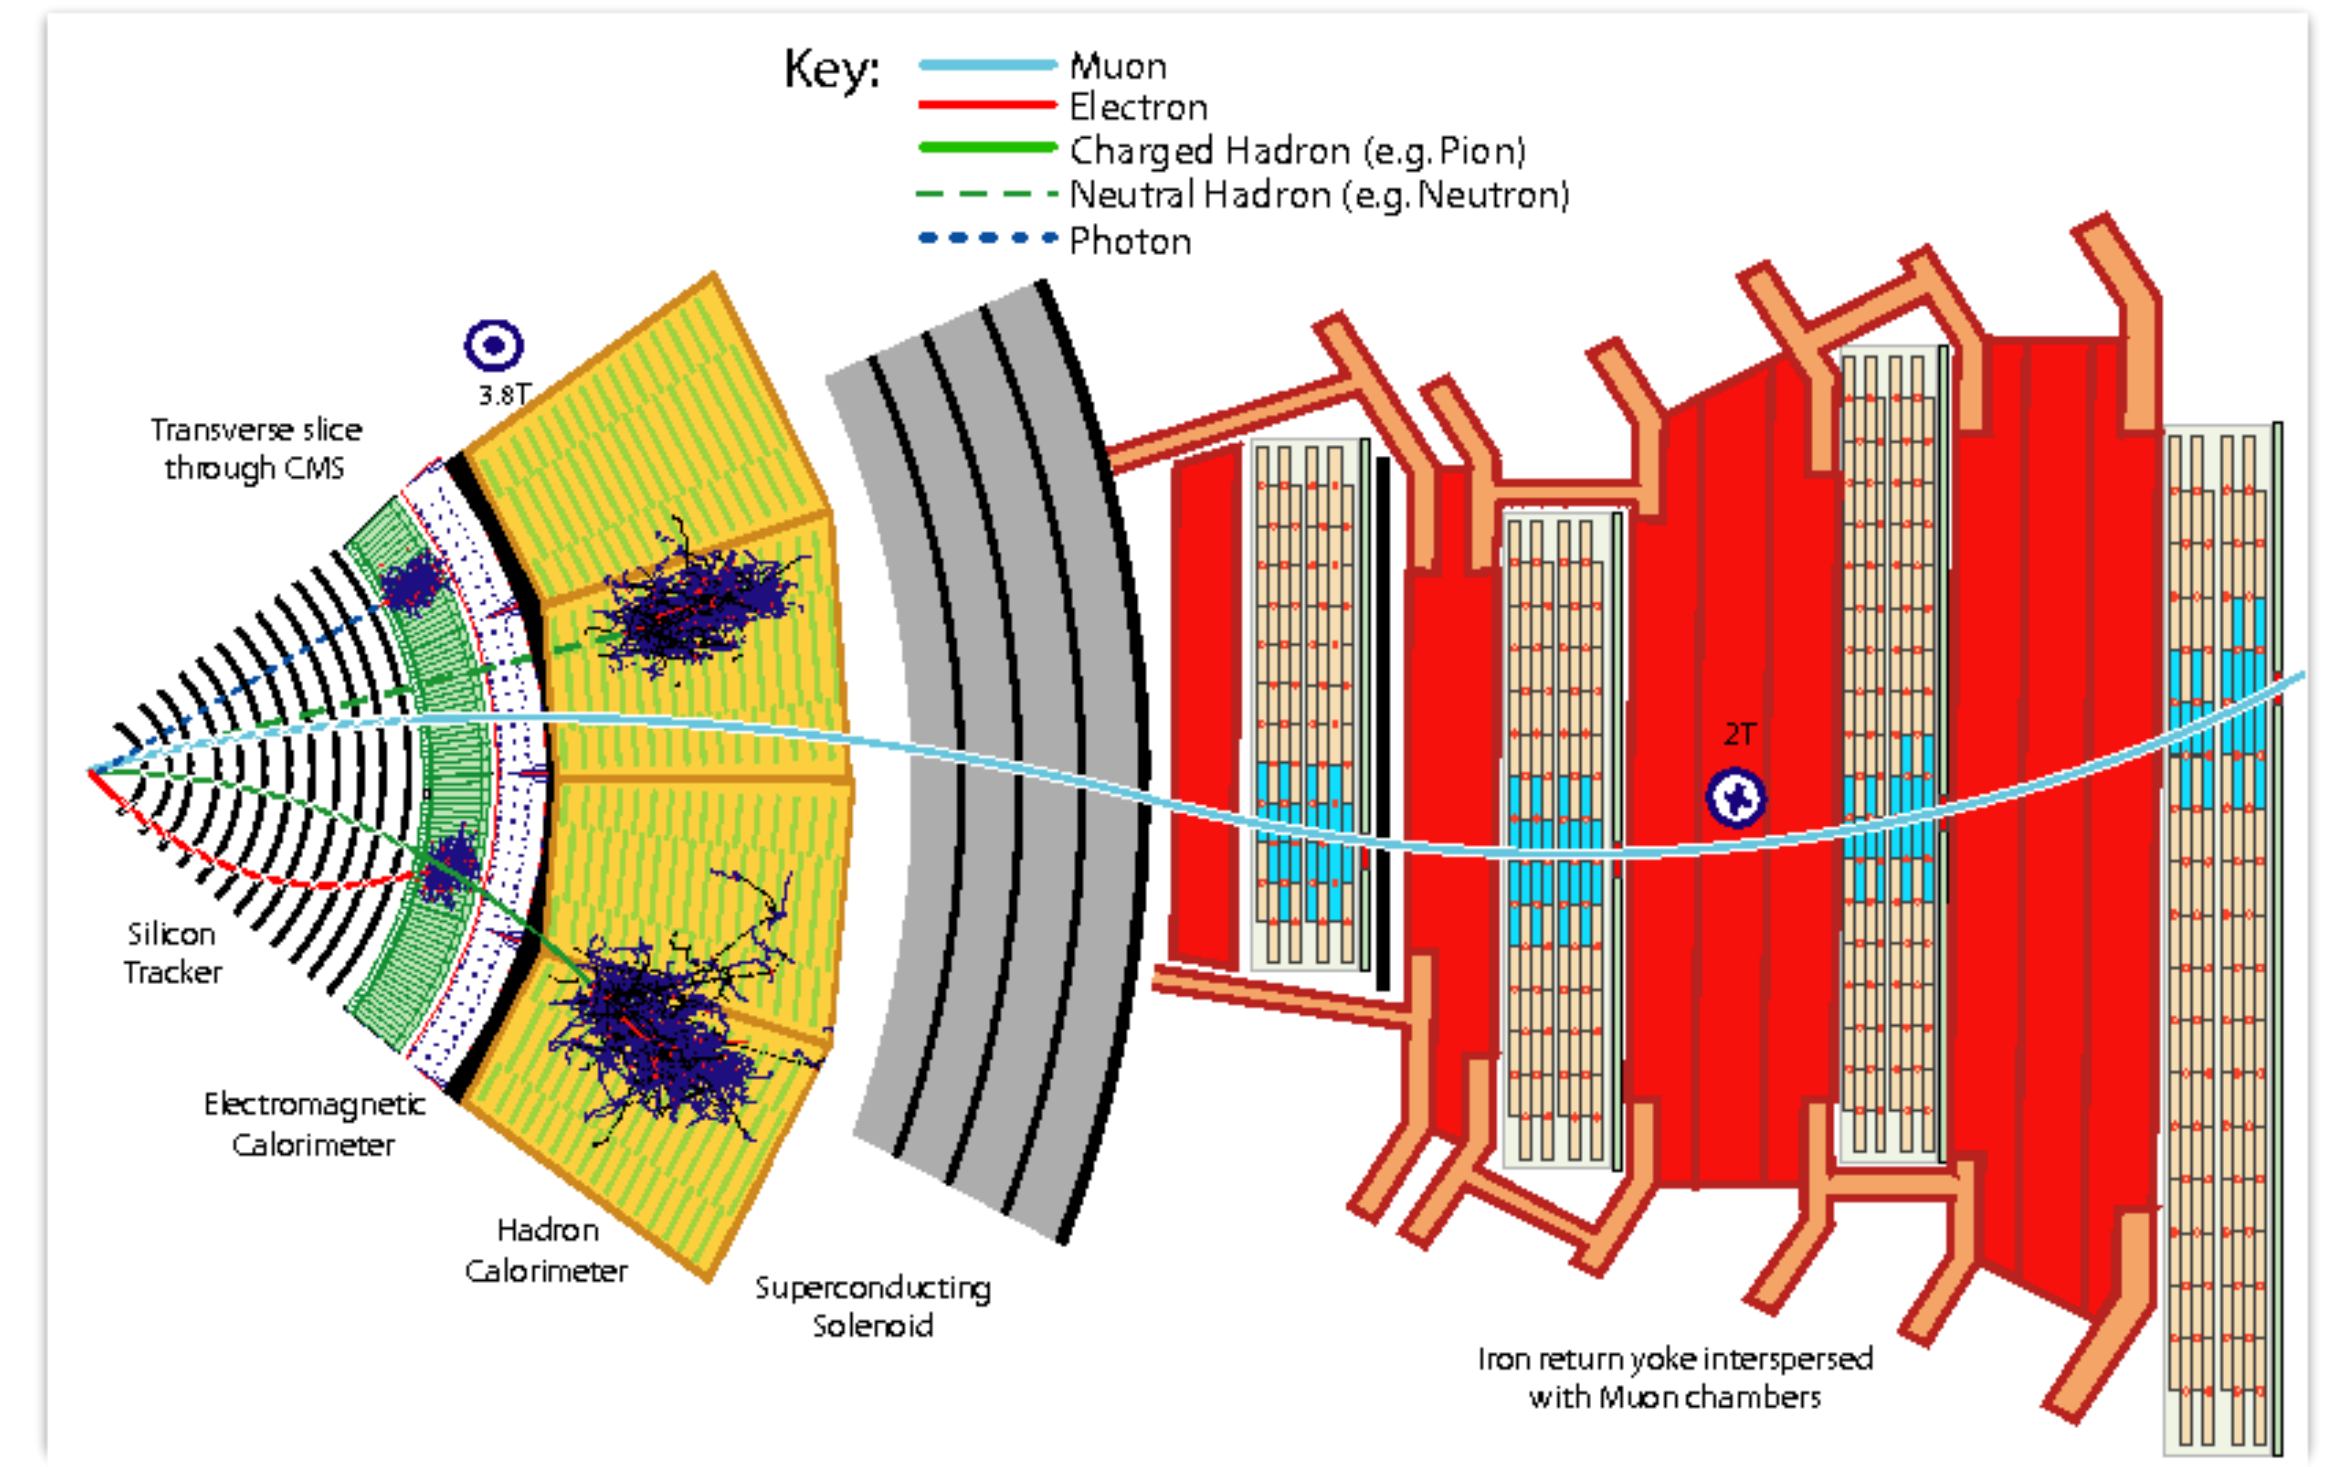 Key:
Muon
Electron
Charged Hadron (e.g. Pion)
Neutral Hadron (e.g. Neutron)
Photon
3.8T
Transverse slice
through CMS
2T
Silicon
Tracker
Electromagnetic
Calorimeter
Hadron
Calorimeter
Superconducting
Solenoid
Iron return yoke interspersed
with Muon chambers